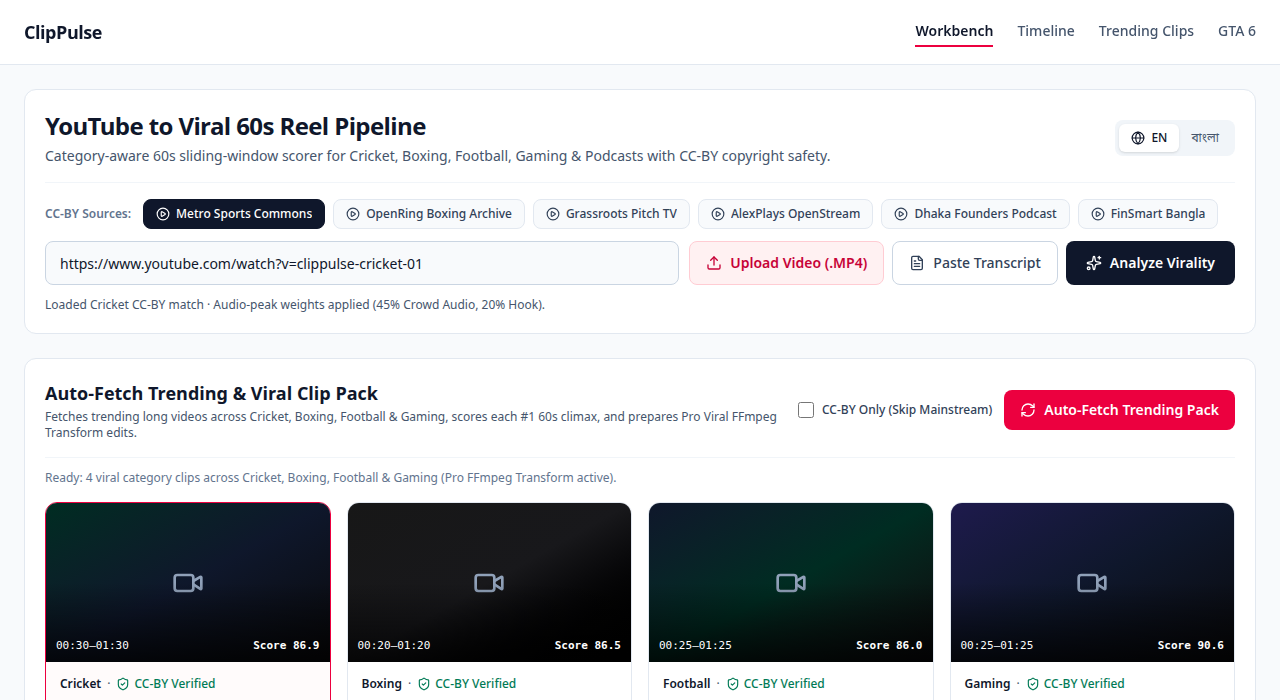 ClipPulse
Workbench Timeline Trending Clips GTA 6
YouTube to Viral 60s Reel Pipeline
EN বাংলা
Category-aware 60s sliding-window scorer for Cricket, Boxing, Football, Gaming & Podcasts with CC-BY copyright safety.
CC-BY Sources: Metro Sports Commons OpenRing Boxing Archive Grassroots Pitch TV AlexPlays OpenStream Dhaka Founders Podcast FinSmart Bangla
https://www.youtube.com/watch?v=clippulse-cricket-01 Upload Video (.MP4) Paste Transcript Analyze Virality
Loaded Cricket CC-BY match · Audio-peak weights applied (45% Crowd Audio, 20% Hook).
Auto-Fetch Trending & Viral Clip Pack
Fetches trending long videos across Cricket, Boxing, Football & Gaming, scores each #1 60s climax, and prepares Pro Viral FFmpeg
Transform edits.
CC-BY Only (Skip Mainstream) Auto-Fetch Trending Pack
Ready: 4 viral category clips across Cricket, Boxing, Football & Gaming (Pro FFmpeg Transform active).
00:30–01:30 Score 86.9 00:20–01:20 Score 86.5 00:25–01:25 Score 86.0 00:25–01:25 Score 90.6
Cricket · CC-BY Verified Boxing · CC-BY Verified Football · CC-BY Verified Gaming · CC-BY Verified